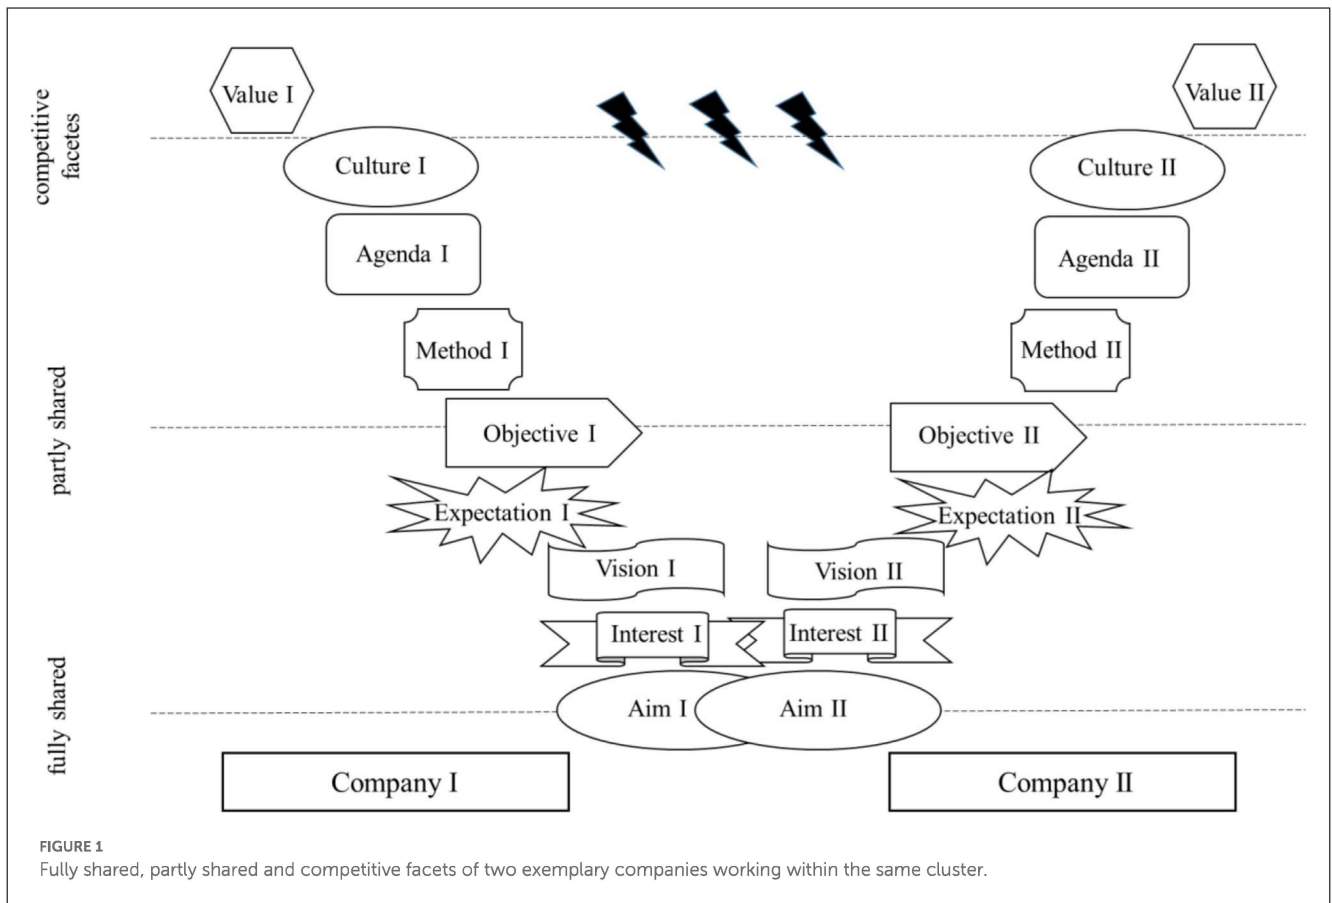 Value I
Value II
competitive
facetes
Culture I
Culture II
Agenda I
Agenda II
Method I
Method II
partly shared
Objective I
Objective II
Expectation I
Expectation II
Vision I
Vision II
Interest I
Interest II
fully shared
Aim I
Aim II
Company I
Company II
FIGURE 1
Fully shared, partly shared and competitive facets of two exemplary companies working within the same cluster.